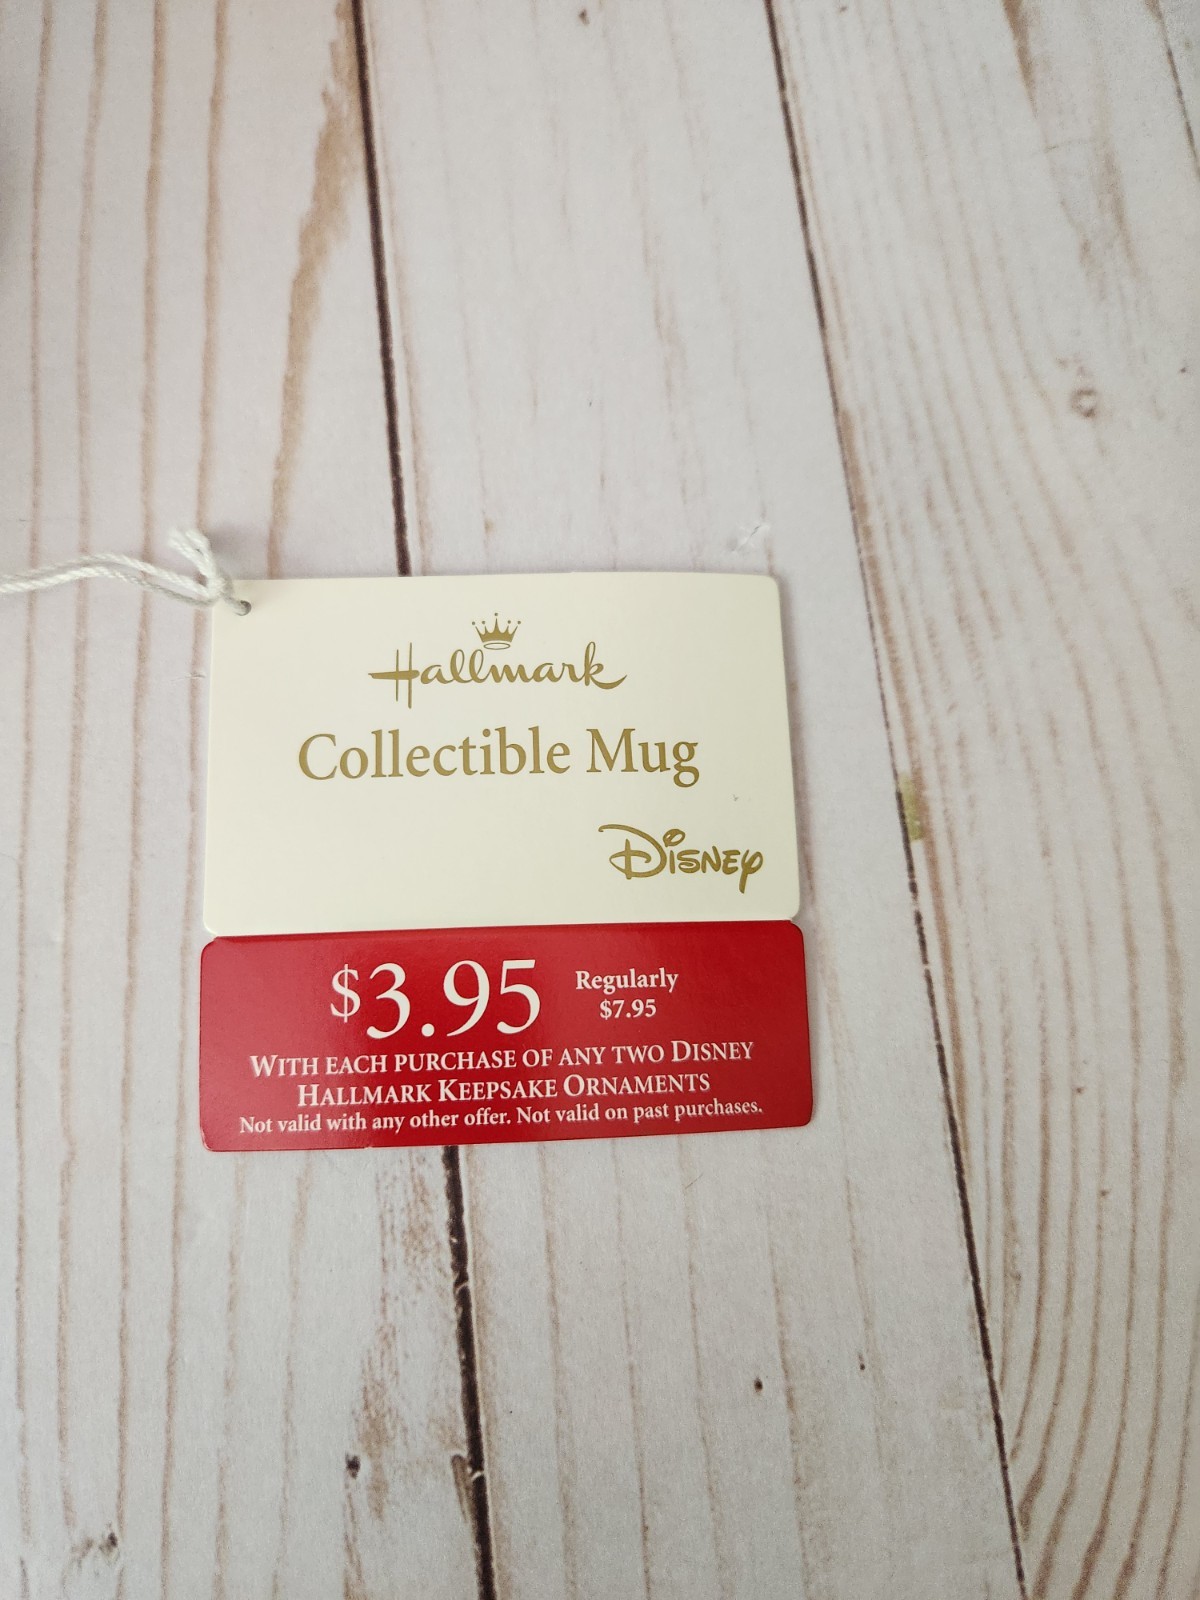 Hallmark
Collectible Mug
Disney
$3.95
Regularly
$7.95
WITH EACH PURCHASE OF ANY TWO DISNEY
HALLMARK KEEPSAKE ORNAMENTS
Not valid with any other offer. Not valid on past purchases.